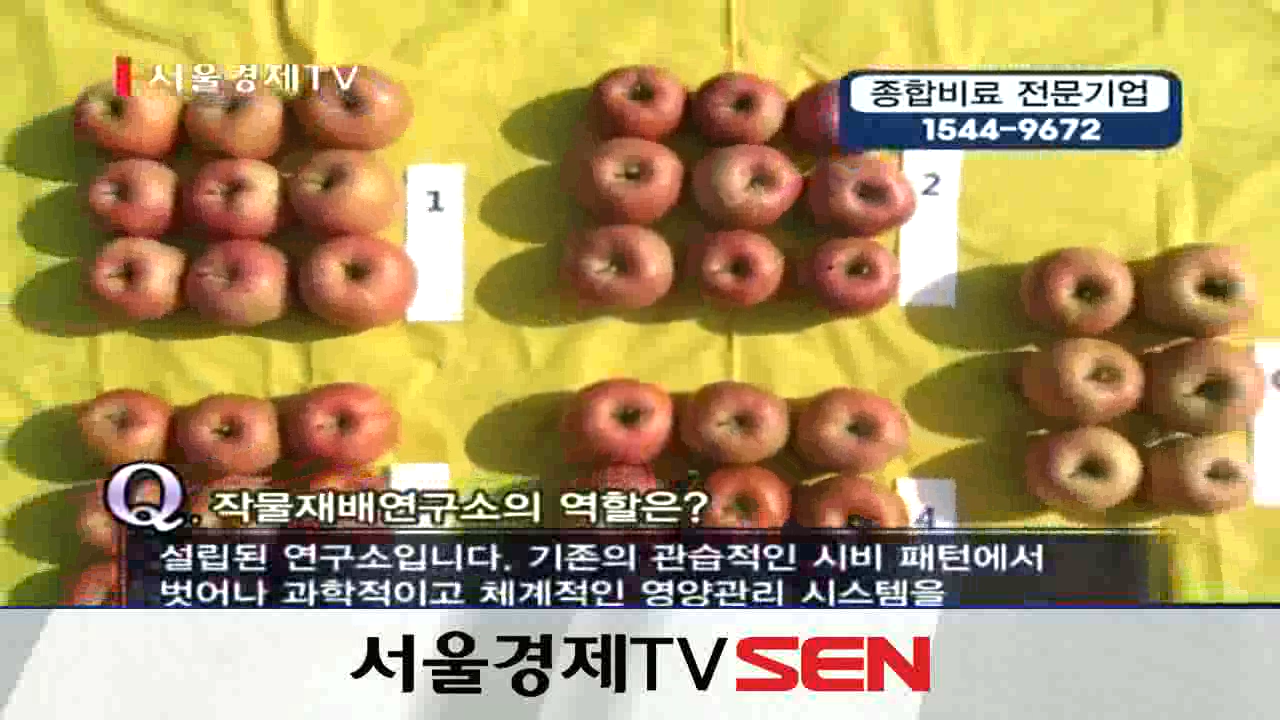 서울경제TV
종합비료 전문기업
1544-9672
1
2
4
Q. 작물재배연구소의 역할은?
설립된 연구소입니다. 기존의 관습적인 시비 패턴에서
벗어나 과학적이고 체계적인 영양관리 시스템을
서울경제TV SEN